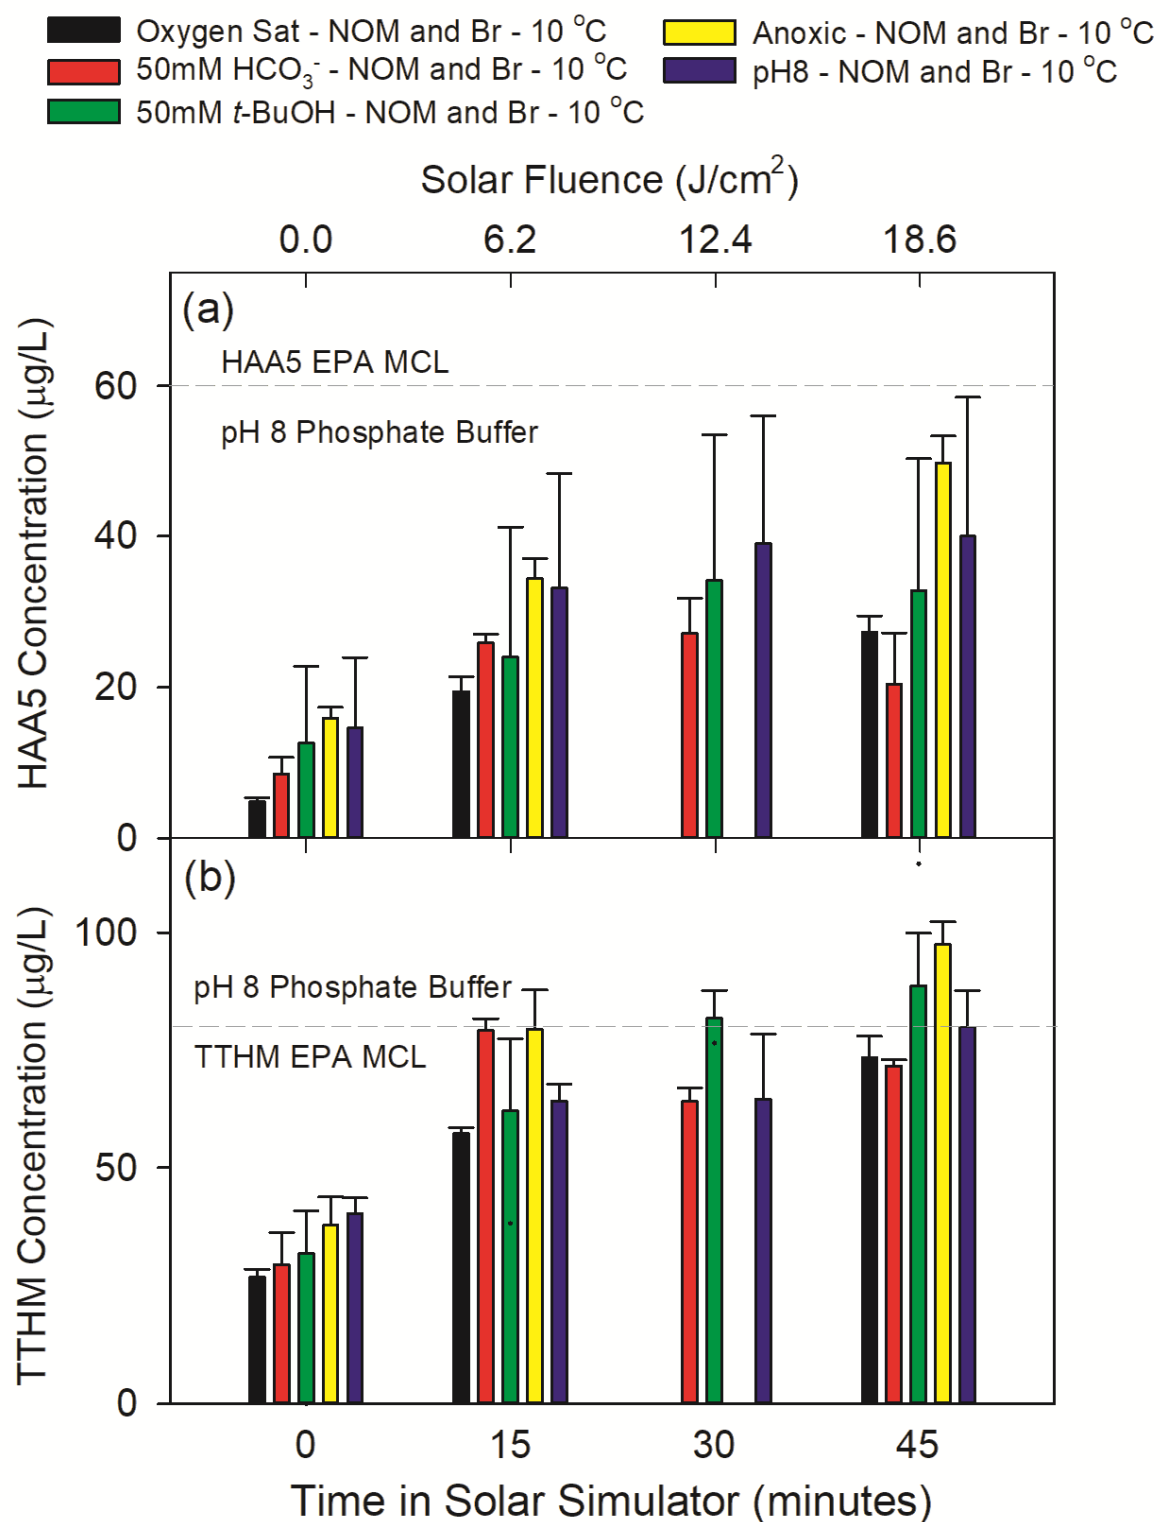 Oxygen Sat - NOM and Br - 10 °C
50mM HCO₃⁻ - NOM and Br - 10 °C
50mM t-BuOH - NOM and Br - 10 °C
Anoxic - NOM and Br - 10 °C
pH8 - NOM and Br - 10 °C
Solar Fluence (J/cm²)
0.0 6.2 12.4 18.6
(a)
HAA5 EPA MCL
pH 8 Phosphate Buffer
HAA5 Concentration (µg/L)
60
40
20
0
(b)
pH 8 Phosphate Buffer
TTHM EPA MCL
TTHM Concentration (µg/L)
100
50
0
0 15 30 45
Time in Solar Simulator (minutes)